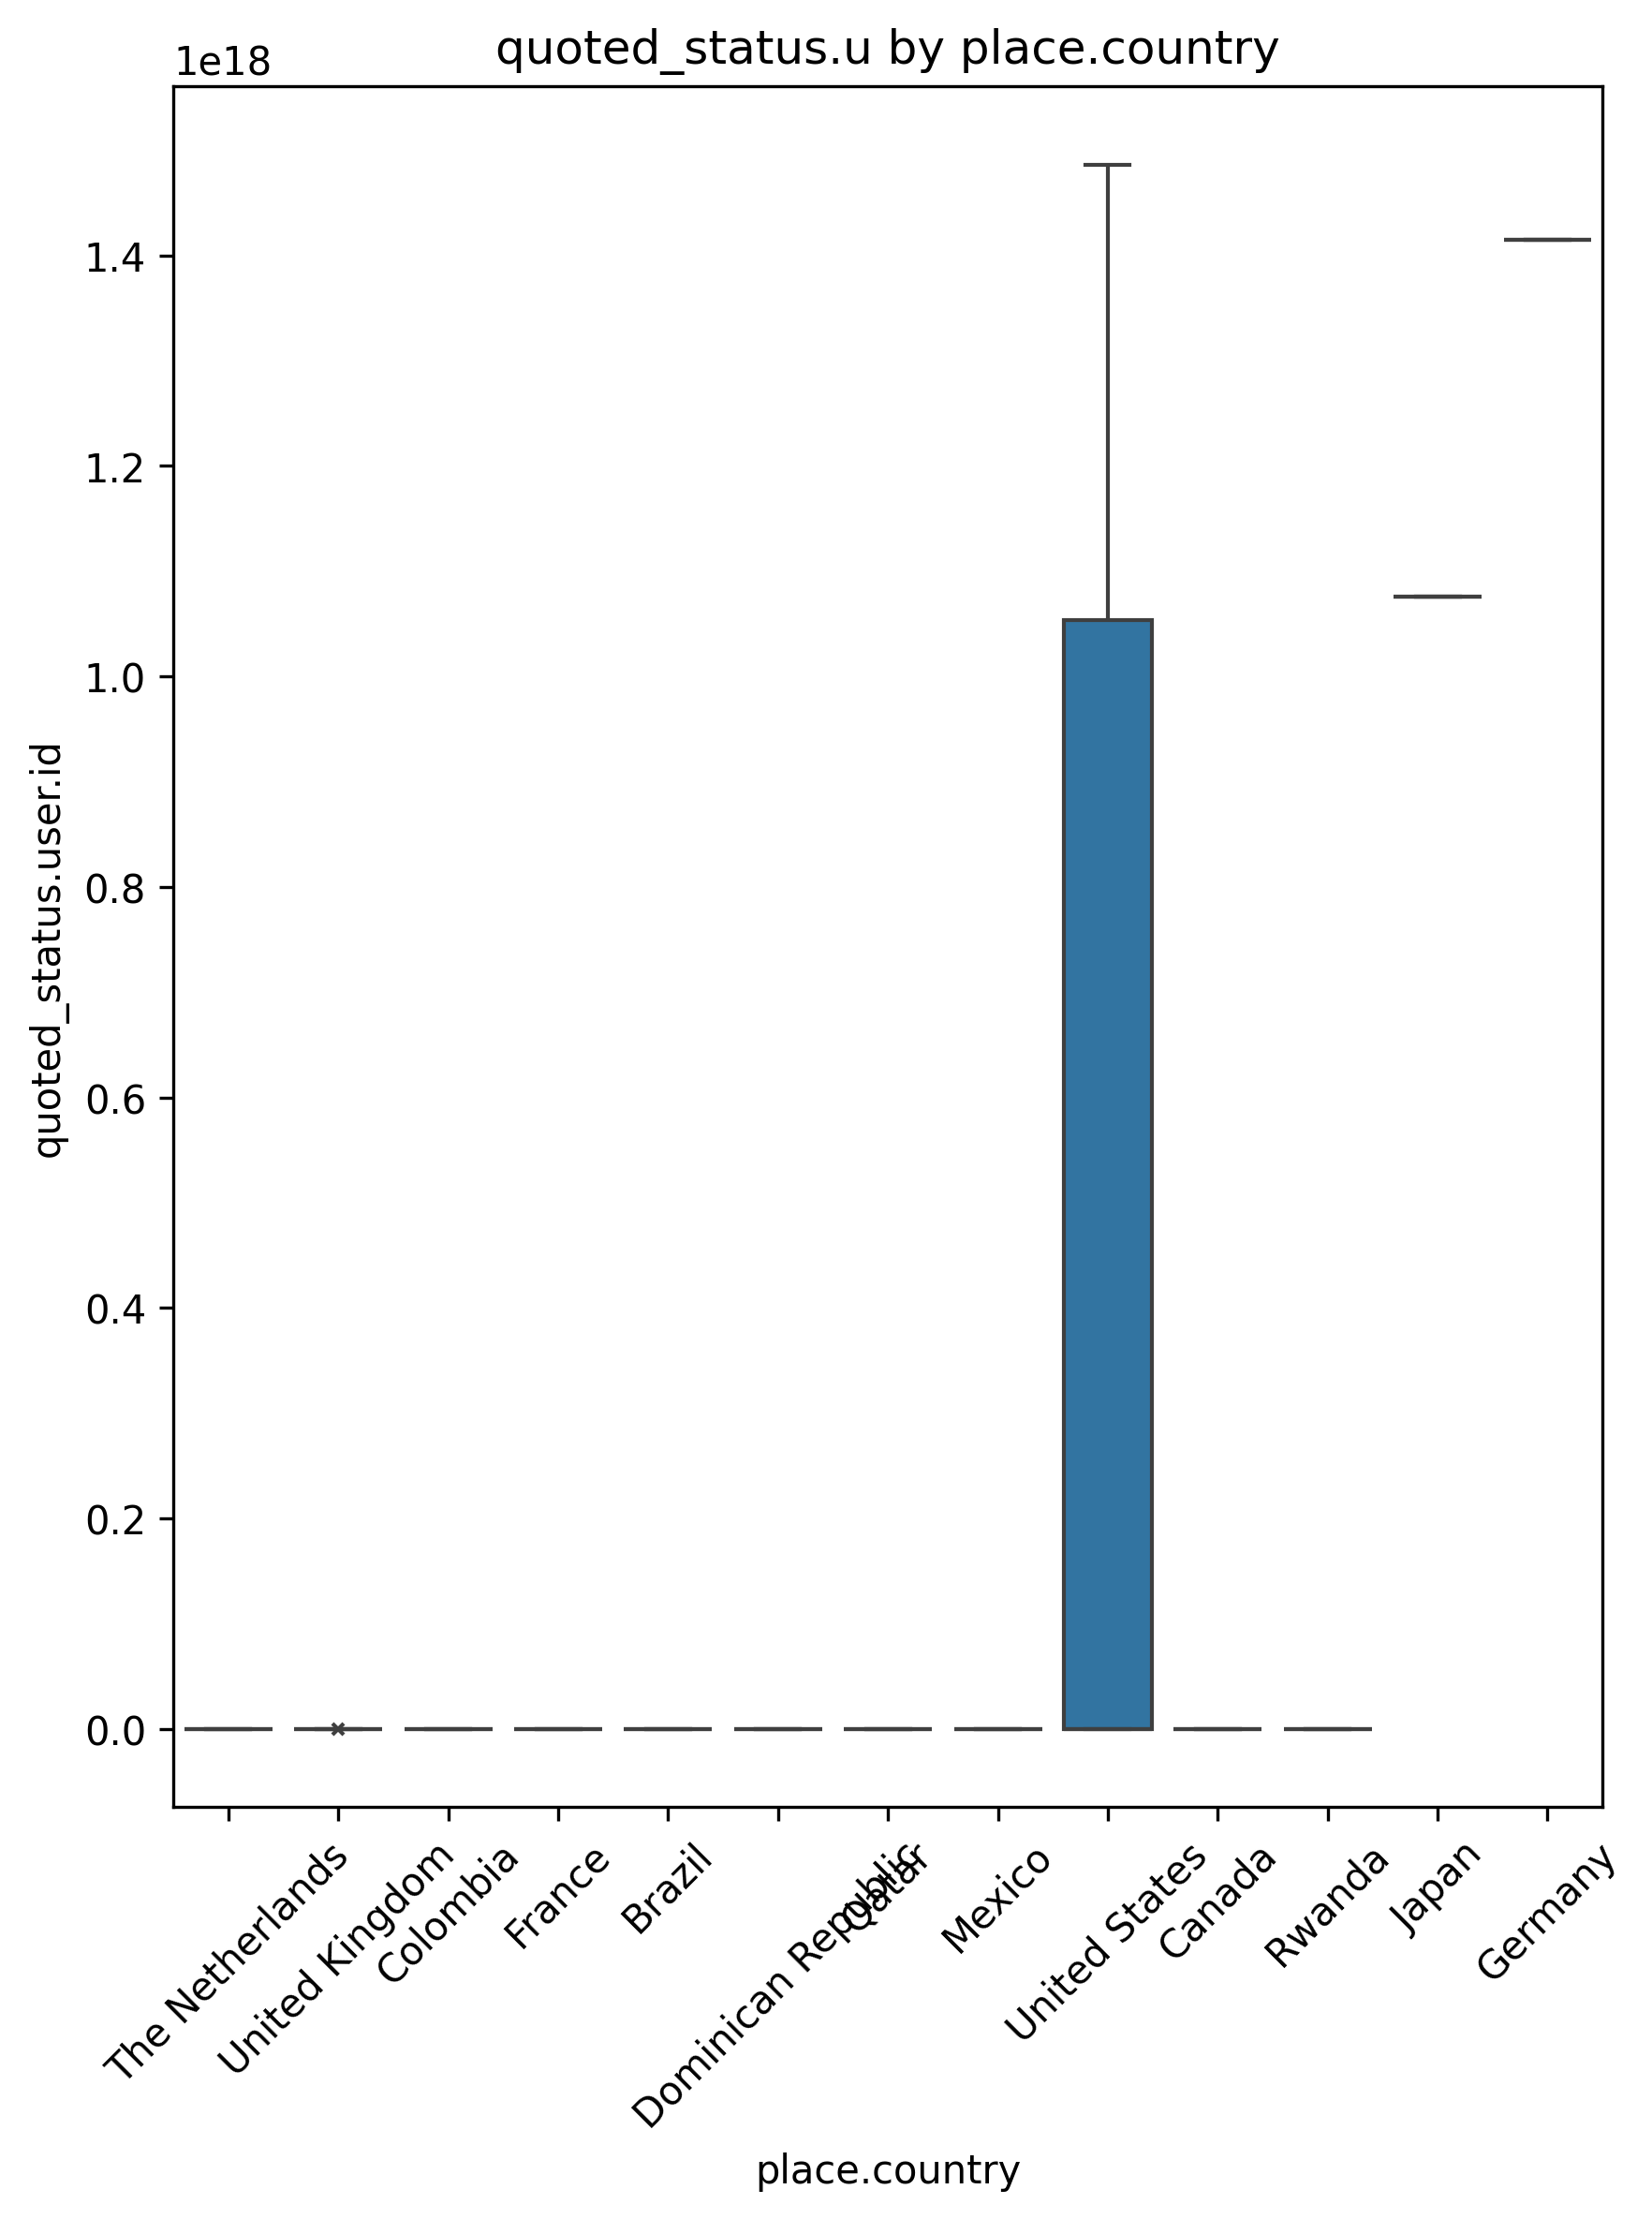 quoted_status.u by place.country
1e18
1.4
1.2
1.0
0.8
0.6
0.4
0.2
0.0
quoted_status.user.id
The Netherlands
United Kingdom
Colombia
France
Brazil
Dominican Republic
Qatar
Mexico
United States
Canada
Rwanda
Japan
Germany
place.country